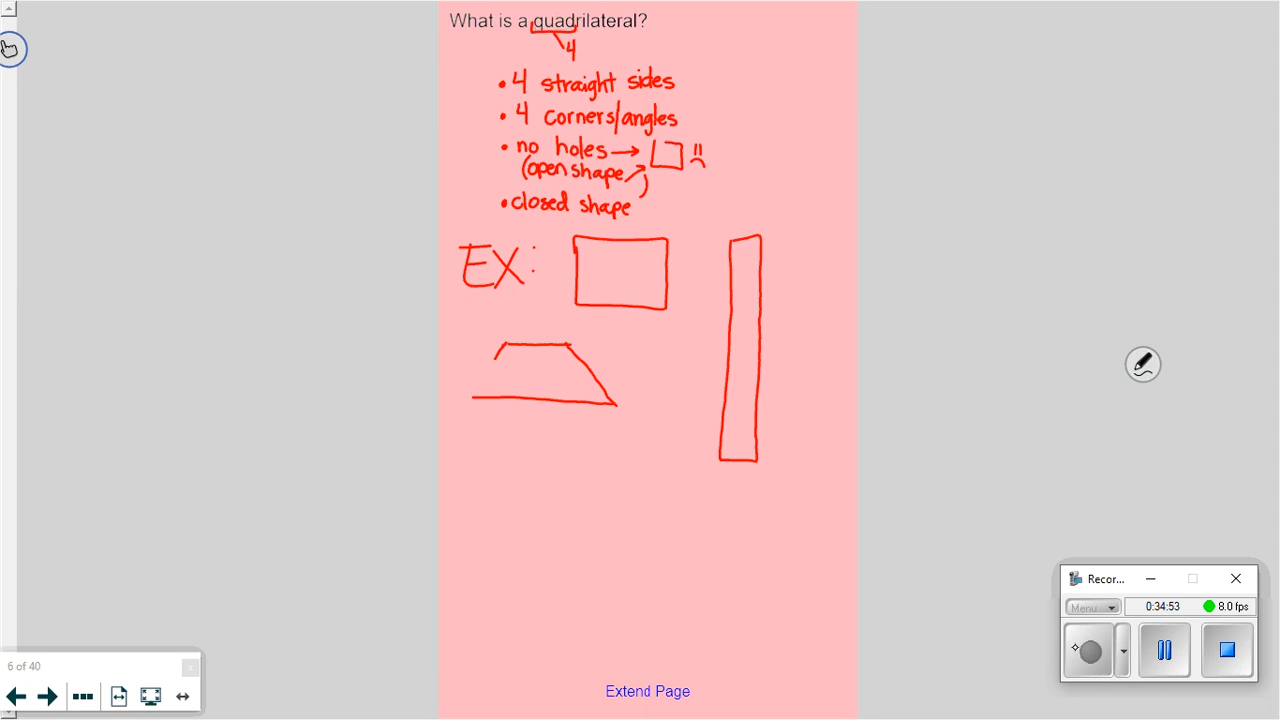 What is a quadrilateral?
4
• 4 straight sides
• 4 corners/angles
• no holes →
(open shape
• closed shape
EX:
Recor...
Menu
0:34:53
8.0 fps
6 of 40
Extend Page